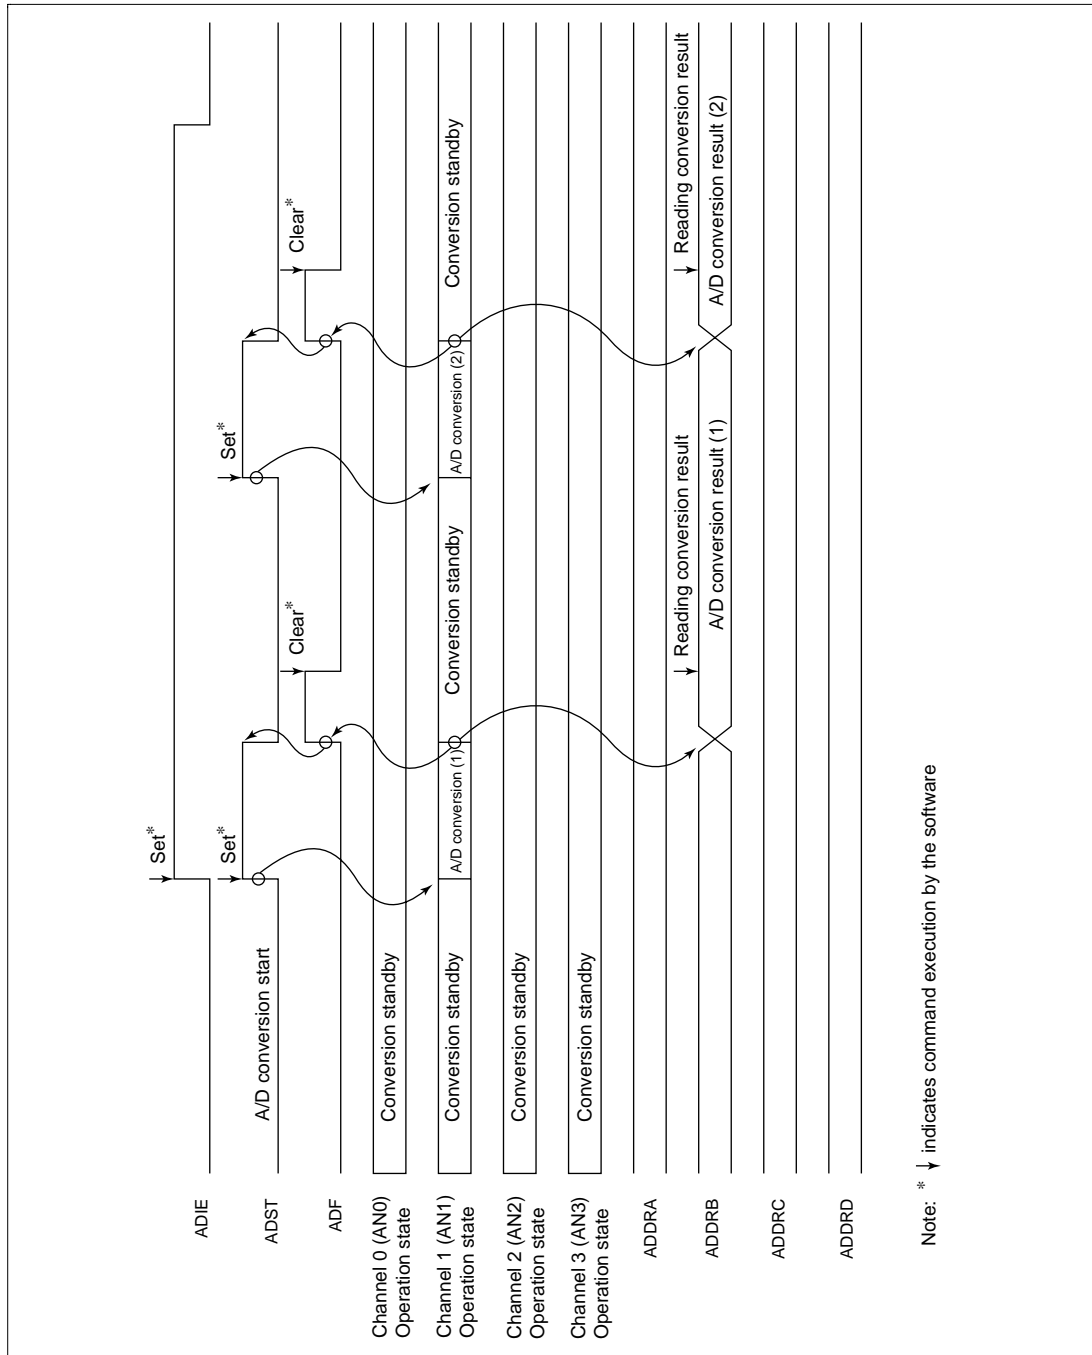 ADIE
Set*
ADST
A/D conversion start
Set*
Set*
ADF
Clear*
Clear*
Channel 0 (AN0)
Operation state
Conversion standby
Channel 1 (AN1)
Operation state
Conversion standby
A/D conversion (1)
Conversion standby
A/D conversion (2)
Conversion standby
Channel 2 (AN2)
Operation state
Conversion standby
Channel 3 (AN3)
Operation state
Conversion standby
ADDRA
Reading conversion result
Reading conversion result
ADDRB
A/D conversion result (1)
A/D conversion result (2)
ADDRC
ADDRD
Note: * ↓ indicates command execution by the software